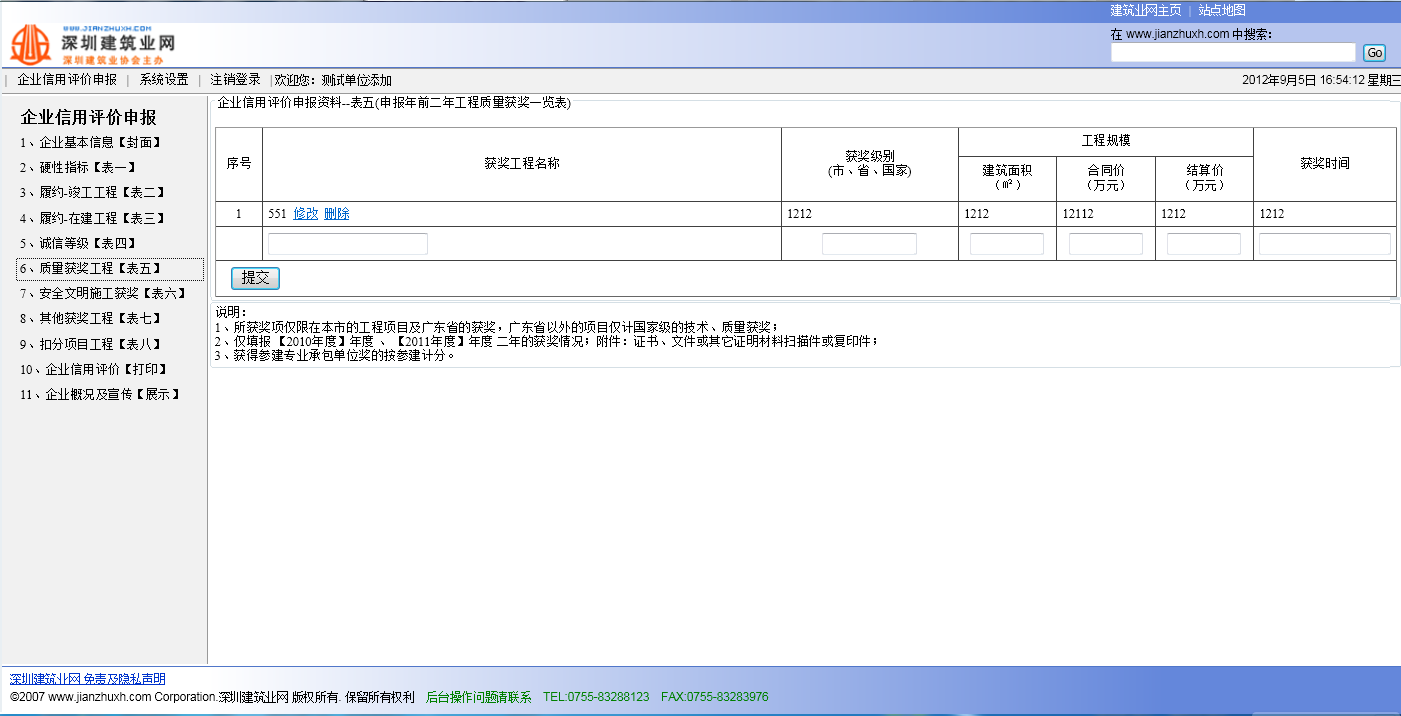 建筑业网主页 | 站点地图
WWW.JIANZHUXH.COM
深圳建筑业网
深圳建筑业协会主办
在 www.jianzhuxh.com 中搜索：
Go
| 企业信用评价申报 | 系统设置 | 注销登录 |欢迎您：测试单位添加
2012年9月5日 16:54:12 星期三
企业信用评价申报
1、企业基本信息【封面】
2、硬性指标【表一】
3、履约-竣工工程【表二】
4、履约-在建工程【表三】
5、诚信等级【表四】
6、质量获奖工程【表五】
7、安全文明施工获奖【表六】
8、其他获奖工程【表七】
9、扣分项目工程【表八】
10、企业信用评价【打印】
11、企业概况及宣传【展示】
企业信用评价申报资料--表五(申报年前二年工程质量获奖一览表)
序号
获奖工程名称
获奖级别
(市、省、国家)
工程规模
建筑面积
（㎡）
合同价
（万元）
结算价
（万元）
获奖时间
1 551 修改 删除 1212 1212 12112 1212 1212
提交
说明：
1、所获奖项仅限在本市的工程项目及广东省的获奖，广东省以外的项目仅计国家级的技术、质量获奖；
2、仅填报 【2010年度】年度 、 【2011年度】年度 二年的获奖情况；附件：证书、文件或其它证明材料扫描件或复印件；
3、获得参建专业承包单位奖的按参建计分。
深圳建筑业网 免责及隐私声明
©2007 www.jianzhuxh.com Corporation.深圳建筑业网 版权所有. 保留所有权利 后台操作问题请联系 TEL:0755-83288123 FAX:0755-83283976